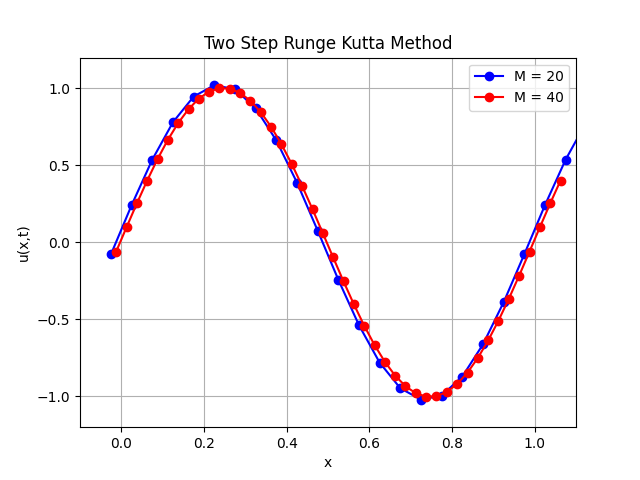 Two Step Runge Kutta Method
M = 20
M = 40
1.0
0.5
0.0
−0.5
−1.0
u(x,t)
0.0 0.2 0.4 0.6 0.8 1.0
x